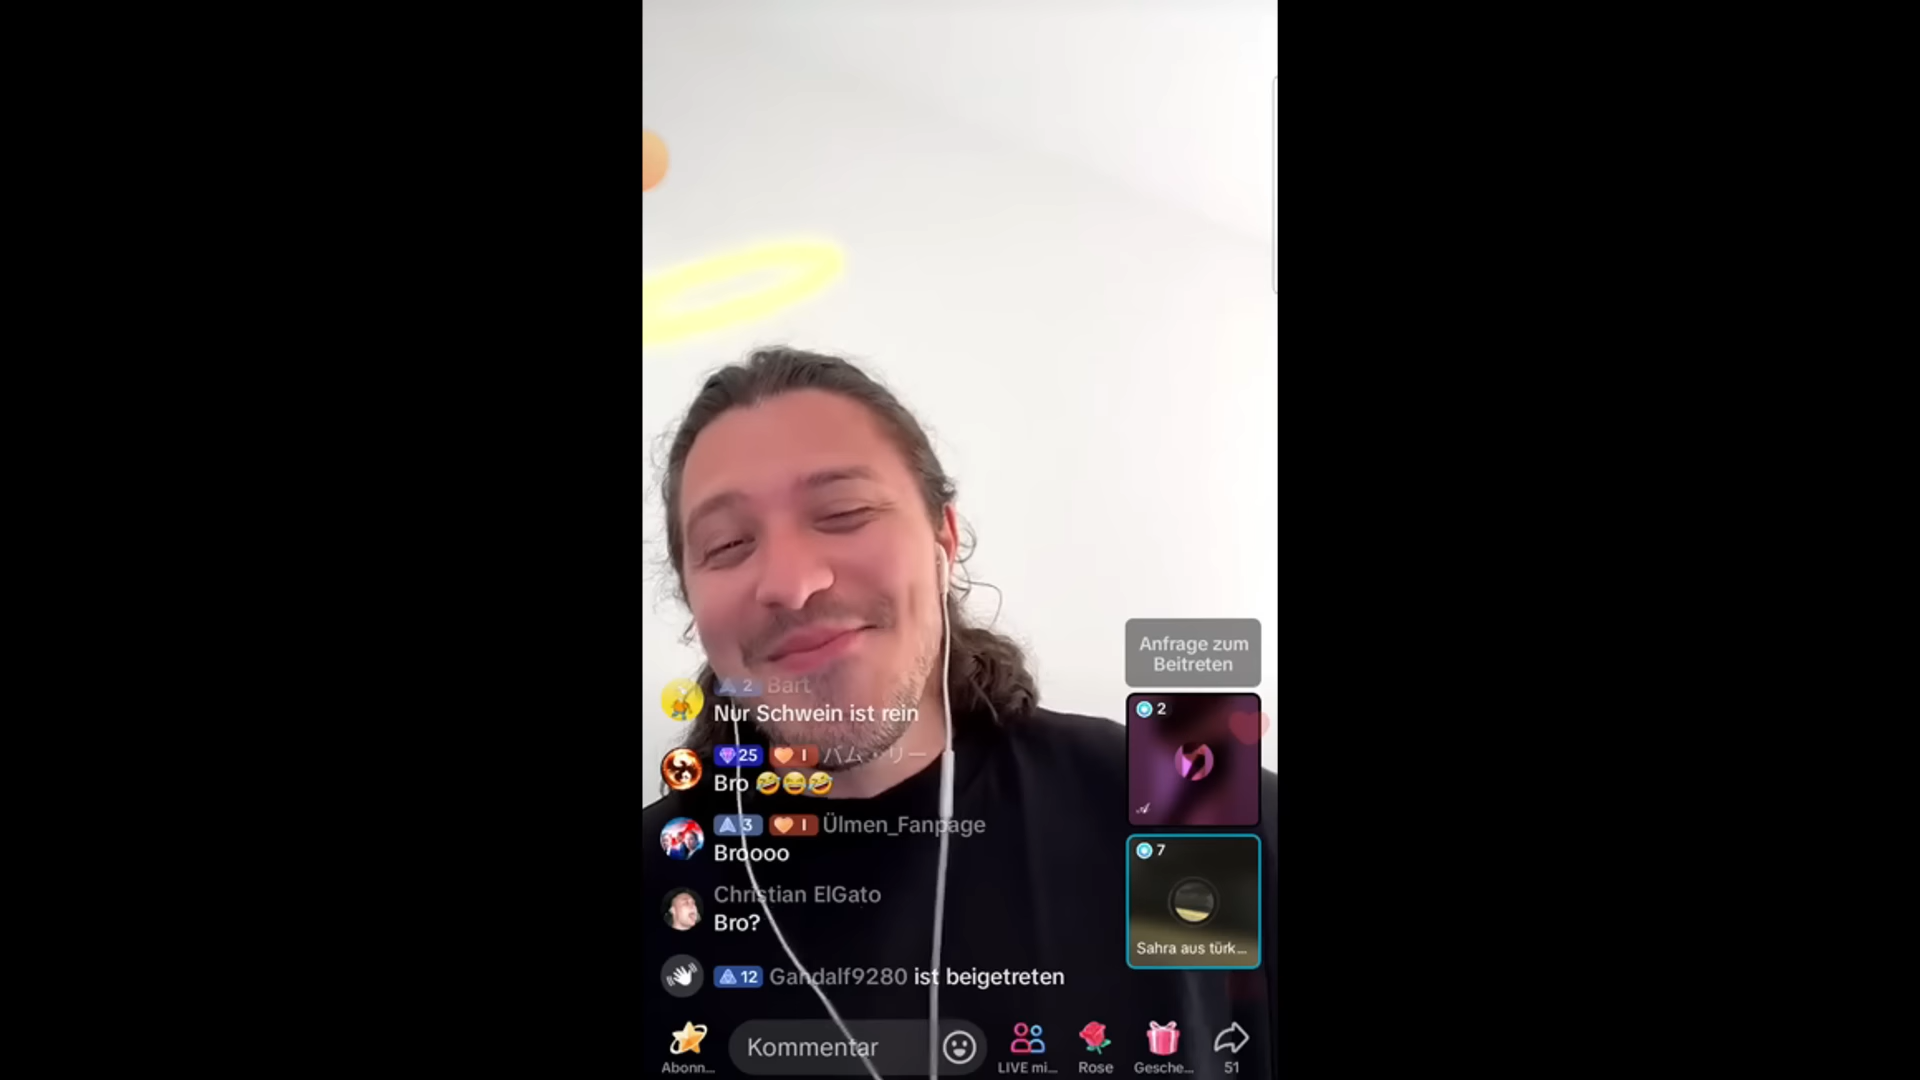 Anfrage zum
Beitreten
2
2 Bart
Nur Schwein ist rein
25 I バム・リー
Bro 🤣😆🤣
3 I Ülmen_Fanpage
Broooo
7
Christian ElGato
Bro?
Sahra aus türk...
12 Gandalf9280 ist beigetreten
Kommentar
Abonn...
LIVE mi...
Rose
Gesche...
51